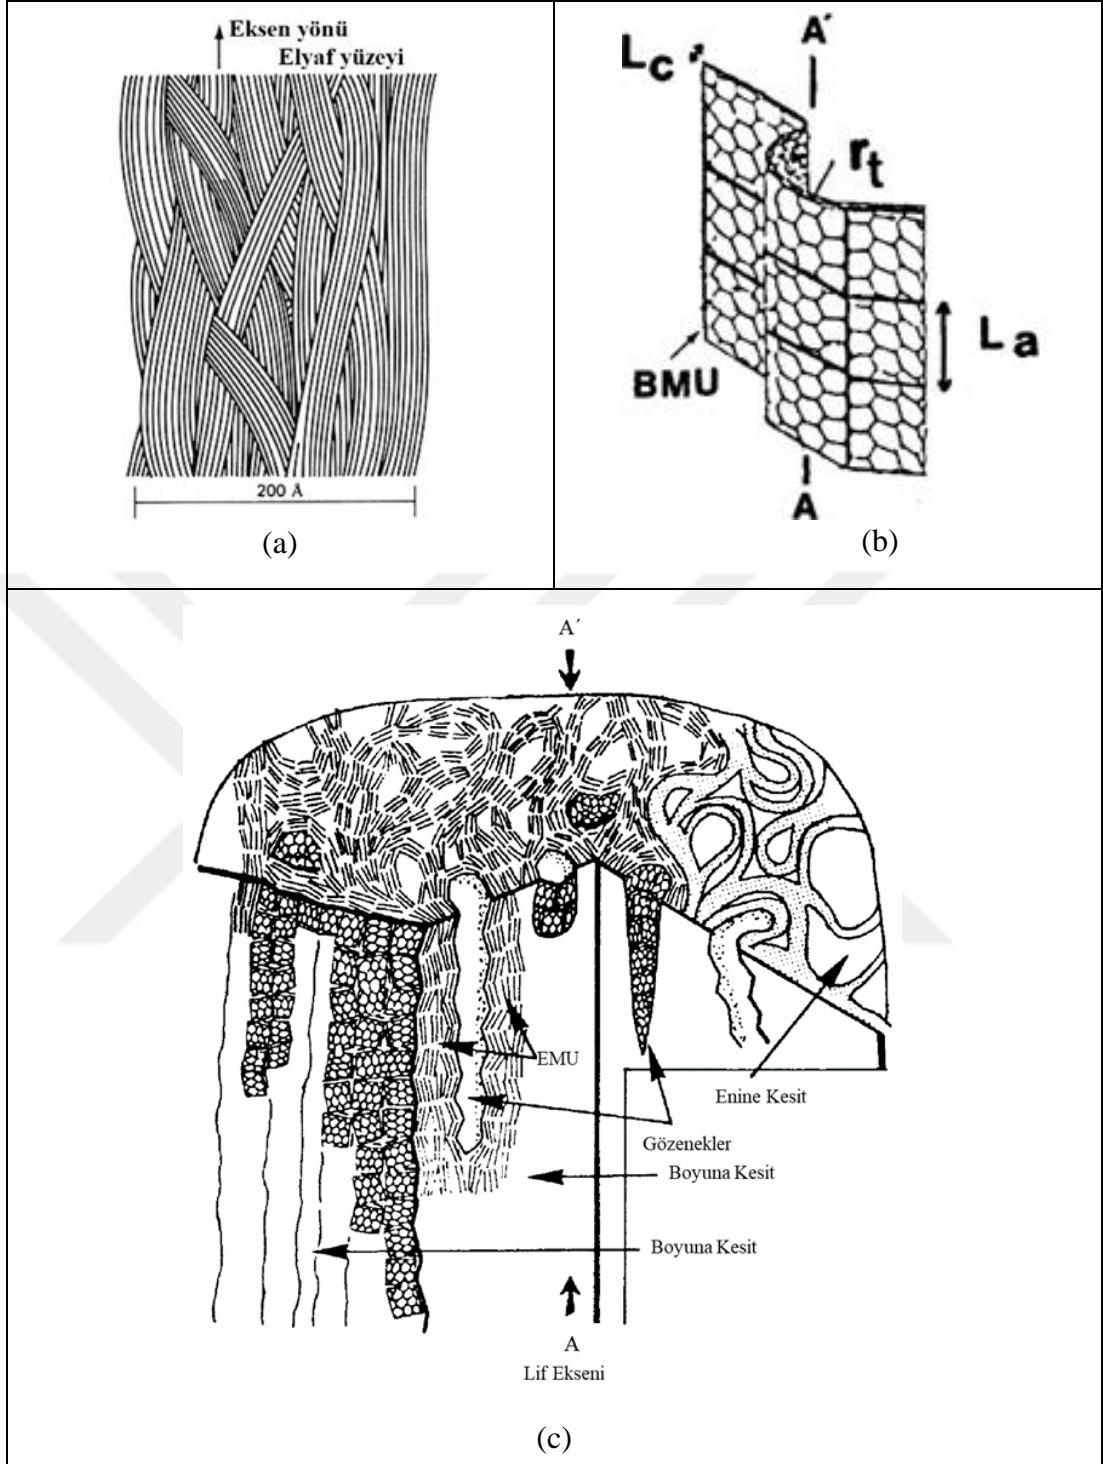 Eksen yönü
Elyaf yüzeyi
200 Å
(a)
A´
Lc
rt
La
BMU
A
(b)
A´
EMU
Enine Kesit
Gözenekler
Boyuna Kesit
Boyuna Kesit
A
Lif Ekseni
(c)